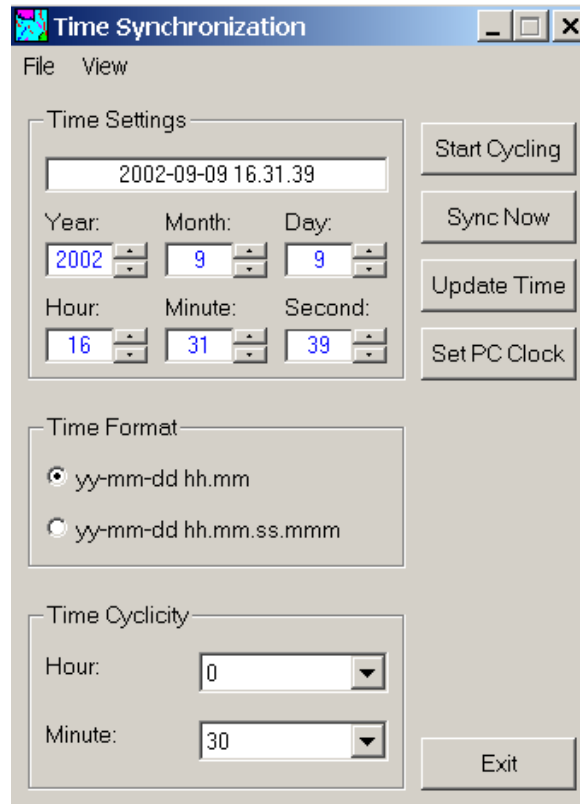 Time Synchronization
File View
Time Settings
2002-09-09 16.31.39
Year: Month: Day:
2002 9 9
Hour: Minute: Second:
16 31 39
Time Format
yy-mm-dd hh.mm
yy-mm-dd hh.mm.ss.mmm
Time Cyclicity
Hour: 0
Minute: 30
Start Cycling
Sync Now
Update Time
Set PC Clock
Exit